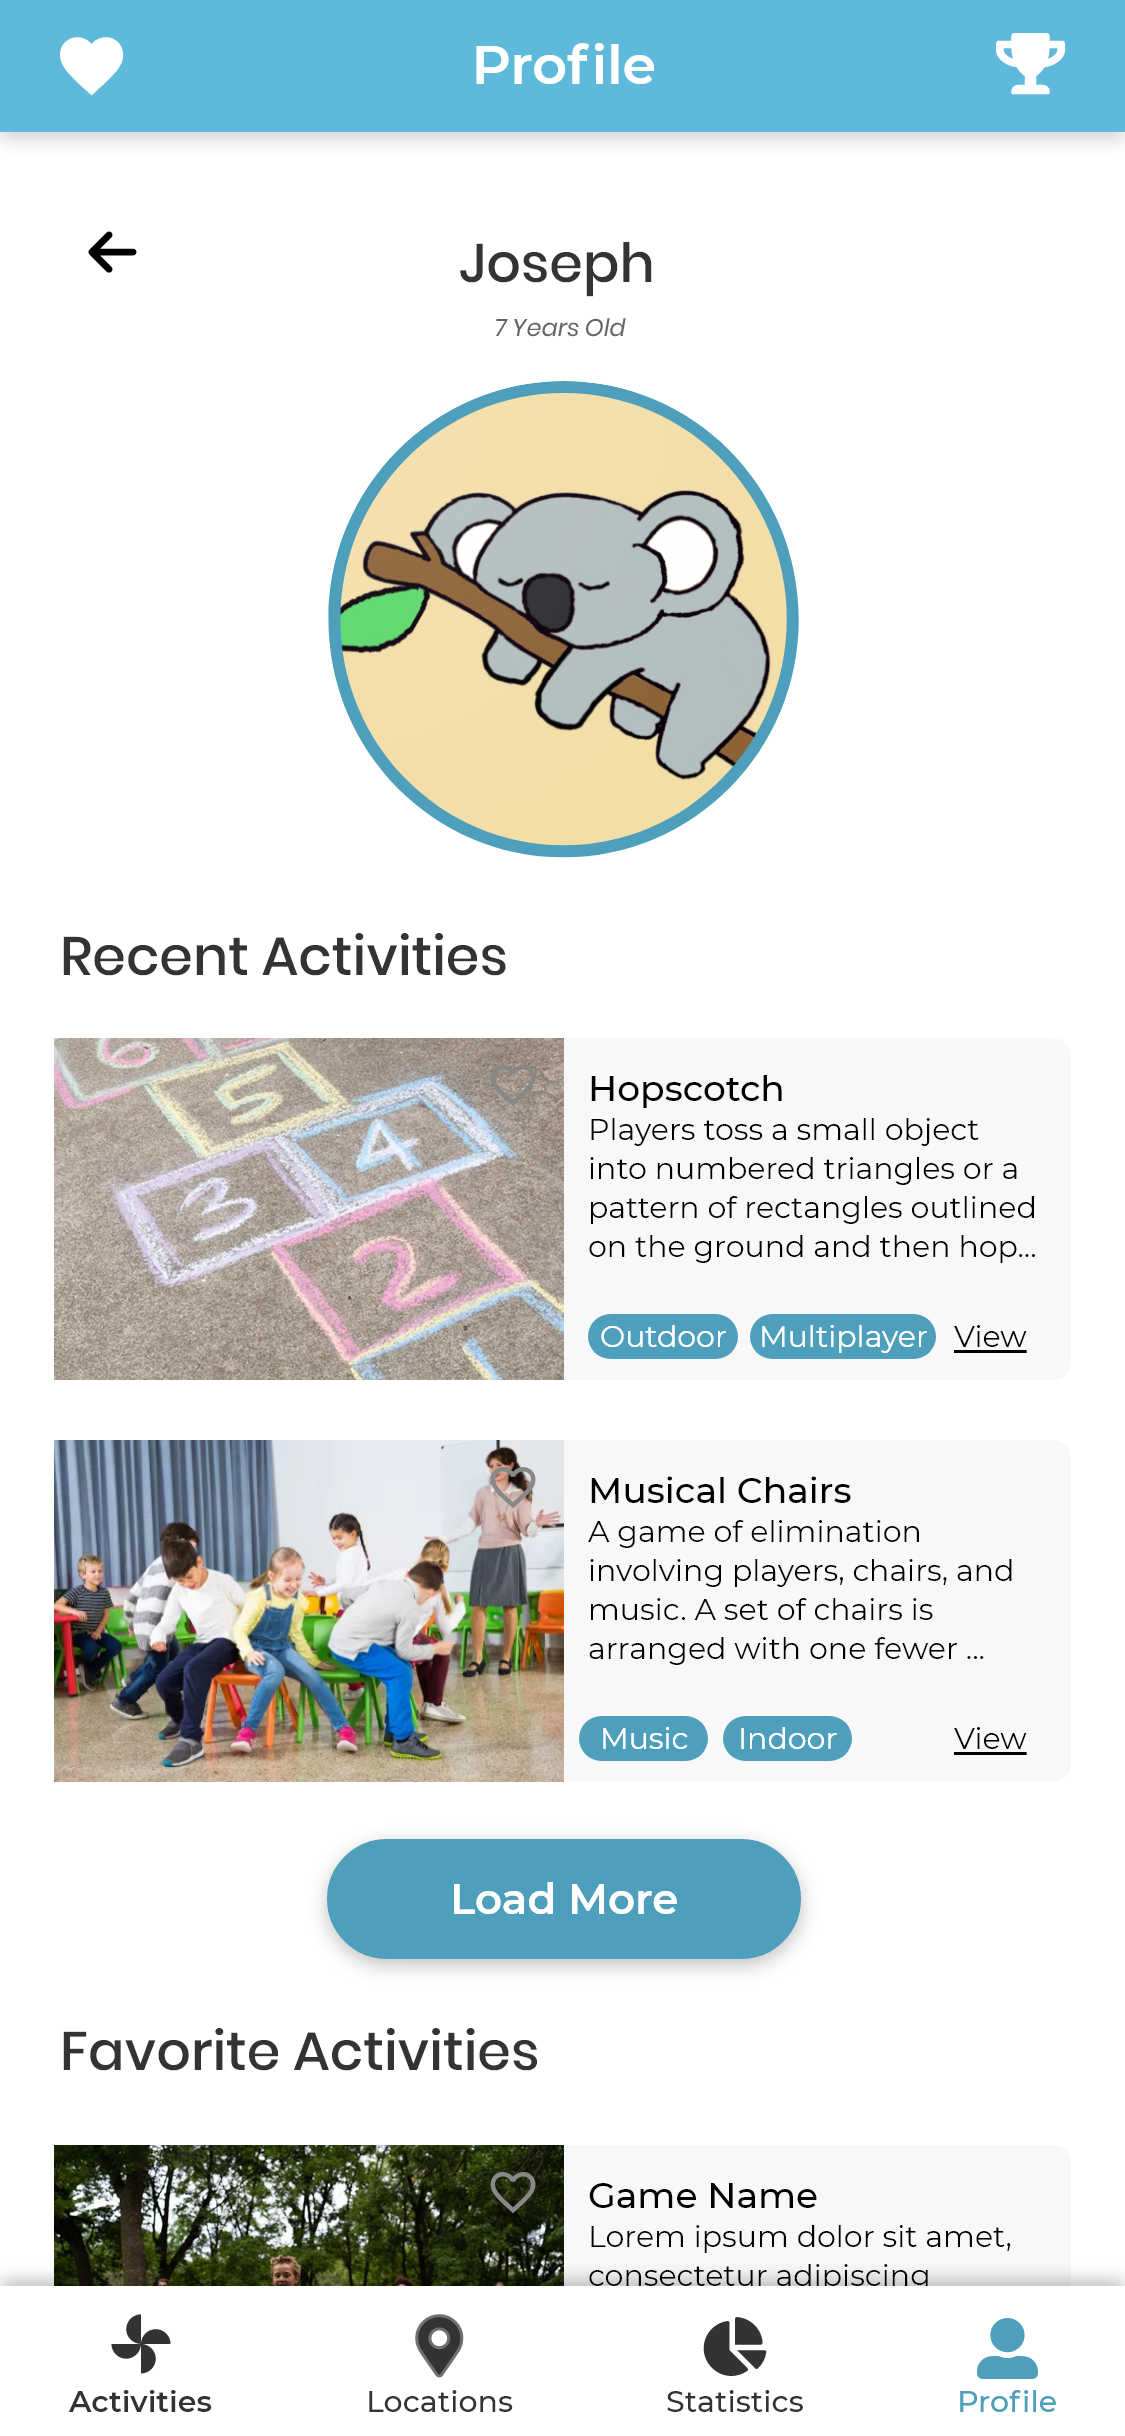 Profile
Joseph
7 Years Old
Recent Activities
6
5
4
3
2
Hopscotch
Players toss a small object
into numbered triangles or a
pattern of rectangles outlined
on the ground and then hop...
Outdoor Multiplayer View
Musical Chairs
A game of elimination
involving players, chairs, and
music. A set of chairs is
arranged with one fewer ...
Music Indoor View
Load More
Favorite Activities
Game Name
Lorem ipsum dolor sit amet,
consectetur adipiscing
Activities Locations Statistics Profile